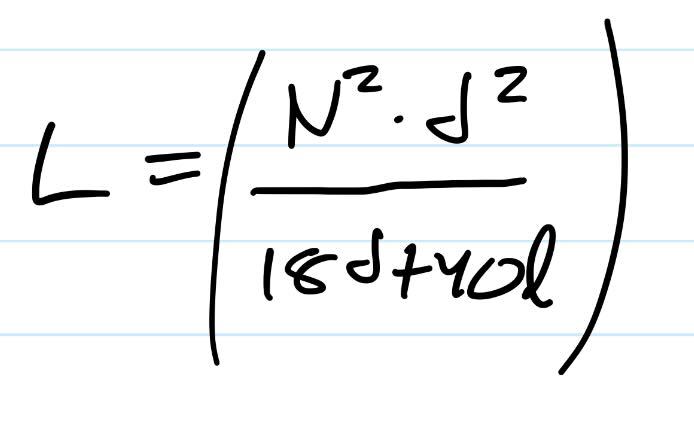 L = (N² · d² / 18d + 40l)